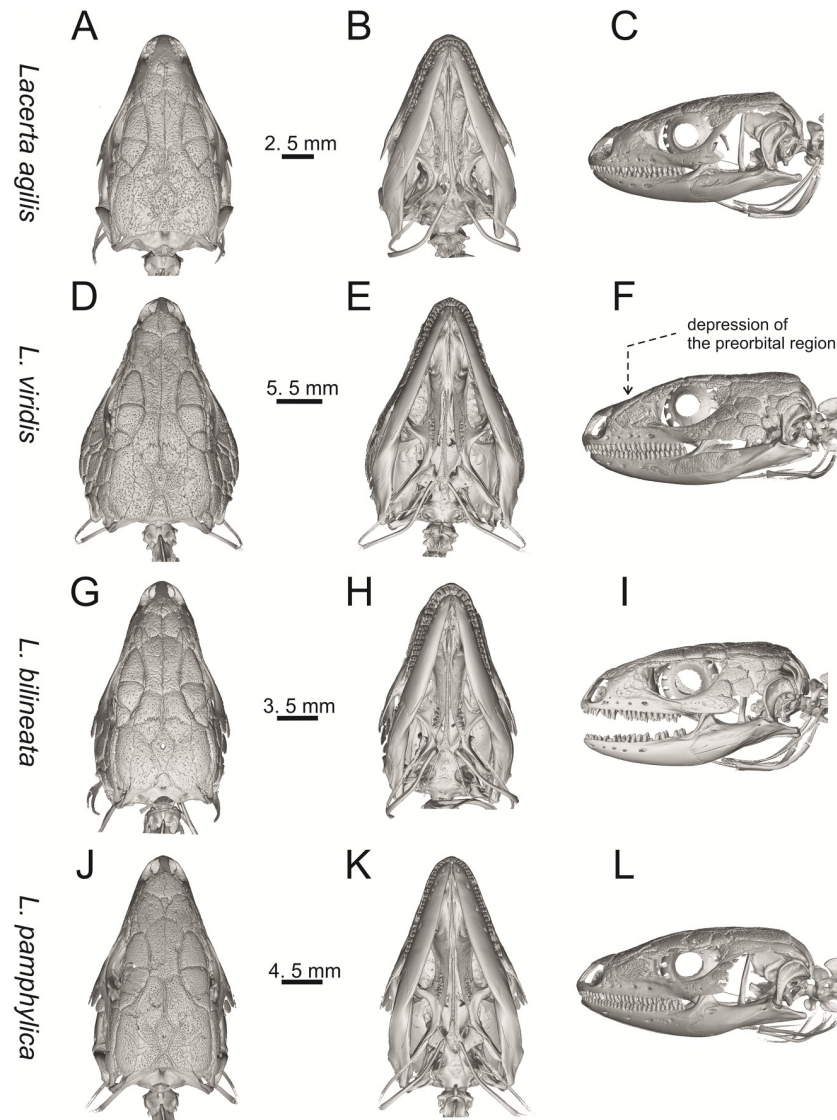 A
B
C
Lacerta agilis
2. 5 mm
D
E
F
L. viridis
5. 5 mm
depression of
the preorbital region
G
H
I
L. bilineata
3. 5 mm
J
K
L
L. pamphylica
4. 5 mm